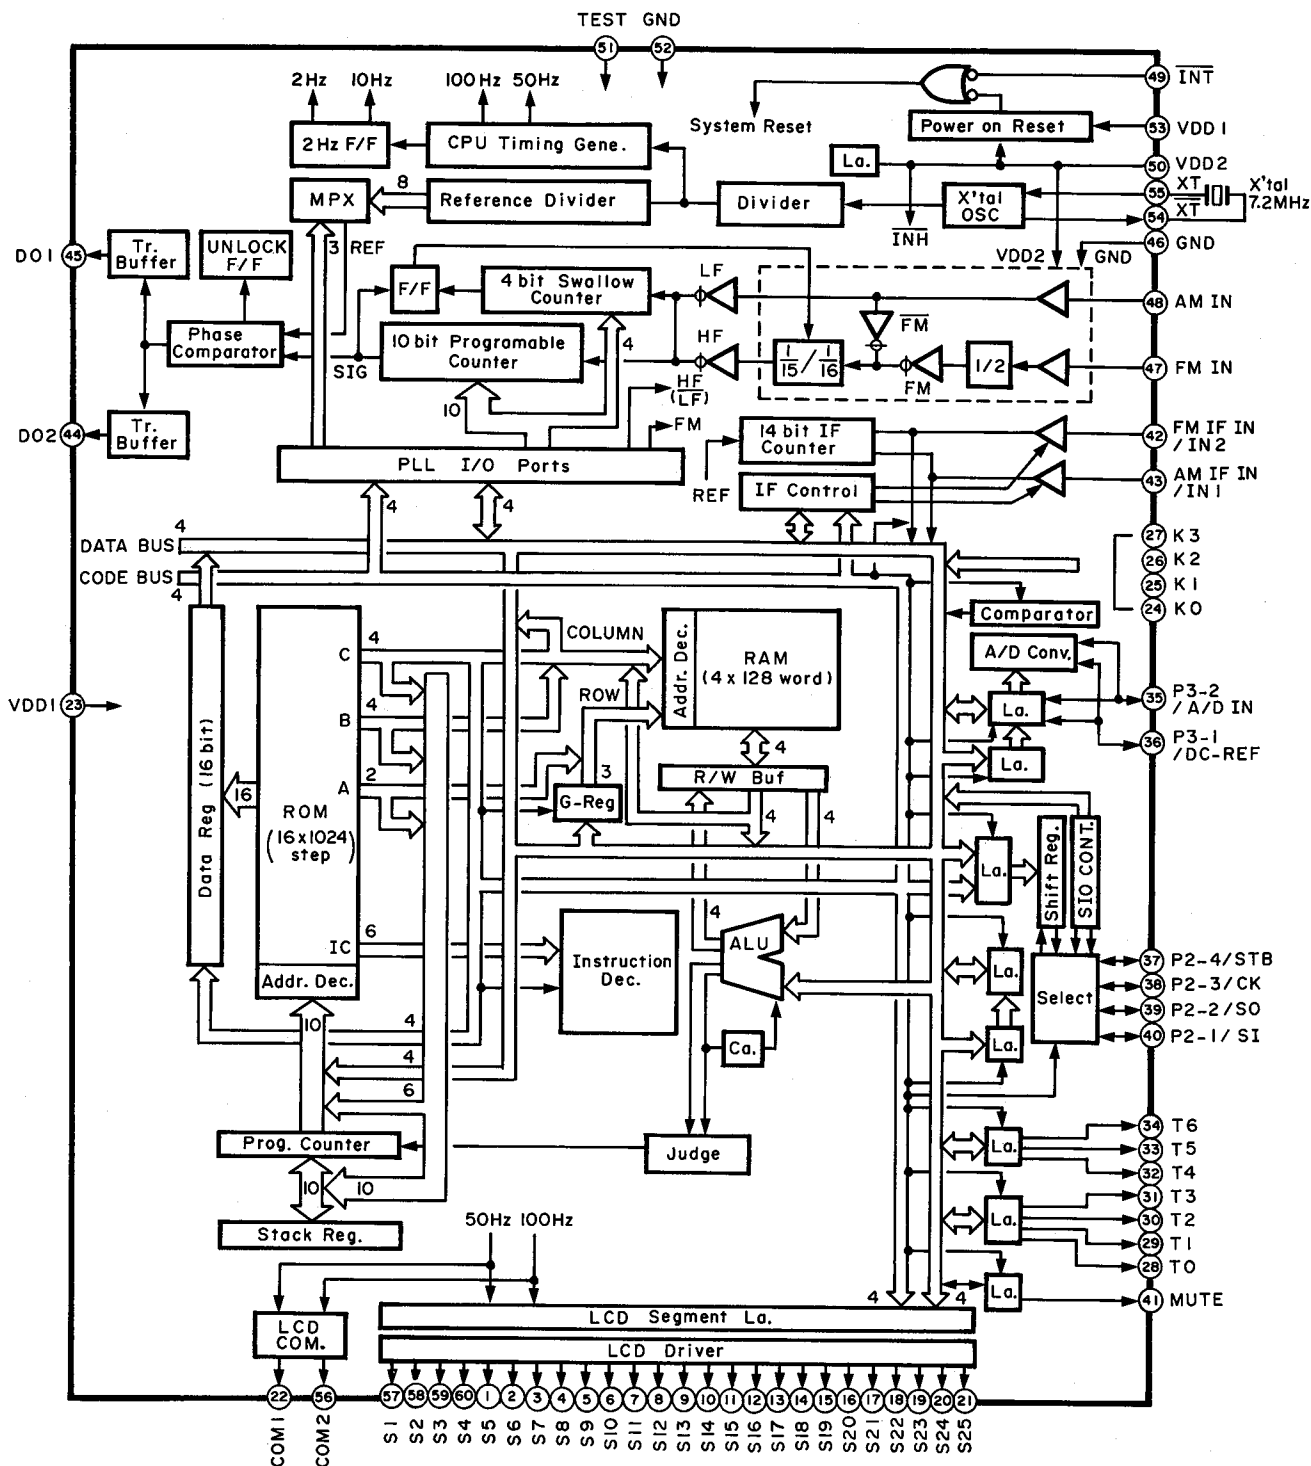 TEST GND
51 52
2Hz 10Hz 100Hz 50Hz
System Reset
49 INT
Power on Reset
53 VDD1
2Hz F/F
CPU Timing Gene.
La.
50 VDD2
MPX
8
Reference Divider
Divider
X'tal OSC
55 XT
54 XT
X'tal 7.2MHz
INH
VDD2
GND
46 GND
DO1 45
Tr. Buffer
UNLOCK F/F
3 REF
F/F
4 bit Swallow Counter
LF
48 AM IN
FM
Phase Comparator
SIG
10 bit Programable Counter
4
HF
1/15 / 1/16
FM
1/2
47 FM IN
10
HF (LF)
FM
DO2 44
Tr. Buffer
PLL I/O Ports
14 bit IF Counter
42 FM IF IN /IN2
REF
IF Control
43 AM IF IN /IN1
4 4
DATA BUS 4
CODE BUS 4
27 K3
26 K2
25 K1
24 K0
Comparator
A/D Conv.
VDD1 23
Data Reg (16 bit)
16
ROM (16x1024) step
C 4
B 4
A 2
IC 6
Addr. Dec.
COLUMN
ROW
3
G-Reg
Addr. Dec.
RAM (4 x 128 word)
4
R/W Buf
4 4
La.
La.
35 P3-2 /A/D IN
36 P3-1 /DC-REF
La.
Shift Reg.
SIO CONT.
Instruction Dec.
4
ALU
Ca.
La.
La.
Select
37 P2-4/STB
38 P2-3/CK
39 P2-2/SO
40 P2-1/SI
10
4
4
6
Prog. Counter
Judge
10 10
Stack Reg.
La.
34 T6
33 T5
32 T4
La.
31 T3
30 T2
29 T1
28 T0
La.
41 MUTE
50Hz 100Hz
4 4
LCD COM.
LCD Segment La.
LCD Driver
22 56 57 58 59 60 1 2 3 4 5 6 7 8 9 10 11 12 13 14 15 16 17 18 19 20 21
COM1 COM2 S1 S2 S3 S4 S5 S6 S7 S8 S9 S10 S11 S12 S13 S14 S15 S16 S17 S18 S19 S20 S21 S22 S23 S24 S25